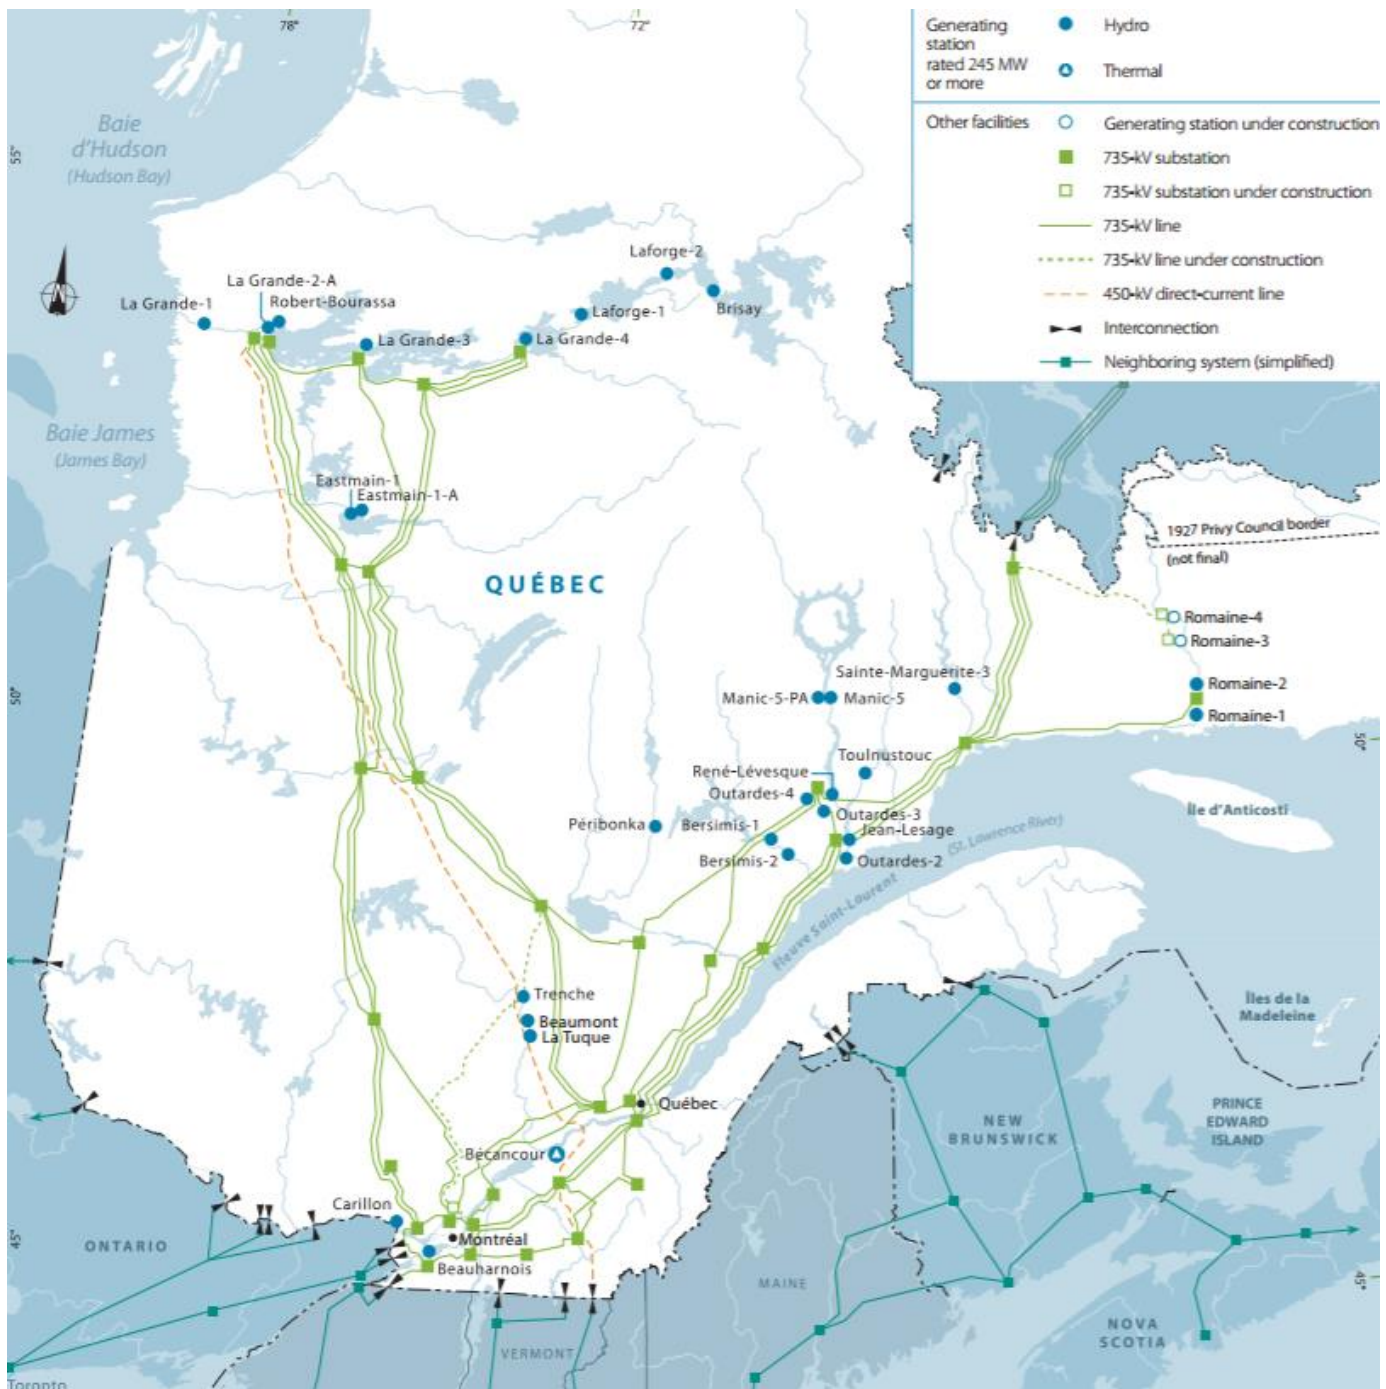 78°
72°
Generating
station
rated 245 MW
or more
Hydro
Thermal
Other facilities
Generating station under construction
735-kV substation
735-kV substation under construction
735-kV line
735-kV line under construction
450-kV direct-current line
Interconnection
Neighboring system (simplified)
Baie
d'Hudson
(Hudson Bay)
55°
Laforge-2
La Grande-2-A
Robert-Bourassa
La Grande-1
Laforge-1
Brisay
La Grande-3
La Grande-4
Baie James
(James Bay)
Eastmain-1
Eastmain-1-A
1927 Privy Council border
(not final)
QUÉBEC
Romaine-4
Romaine-3
Sainte-Marguerite-3
50°
Manic-5-PA
Manic-5
Romaine-2
Romaine-1
50°
Toulnustouc
René-Lévesque
Outardes-4
Île d'Anticosti
Péribonka
Bersimis-1
Outardes-3
Jean-Lesage
(St. Lawrence River)
Bersimis-2
Outardes-2
Fleuve Saint-Laurent
Trenche
Beaumont
La Tuque
Îles de la
Madeleine
Québec
NEW
BRUNSWICK
PRINCE
EDWARD
ISLAND
Bécancour
Carillon
45°
ONTARIO
Montréal
Beauharnois
MAINE
45°
NOVA
SCOTIA
VERMONT
Toronto